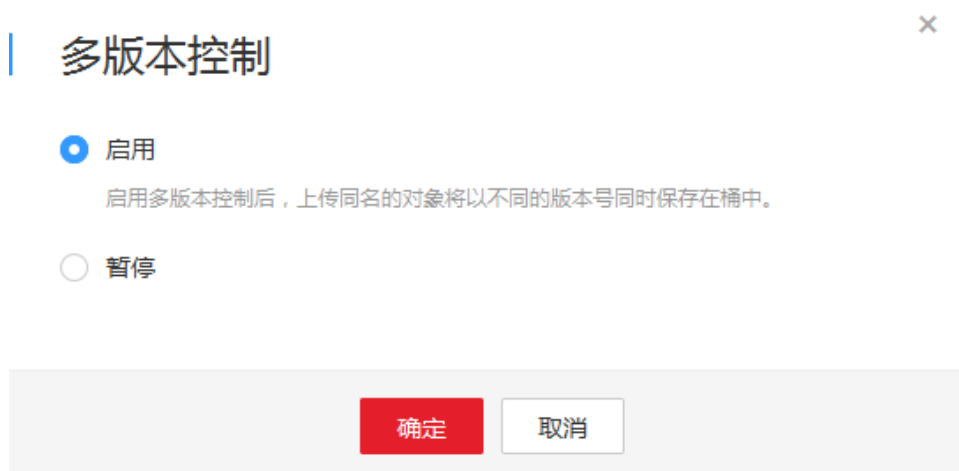 多版本控制
启用
启用多版本控制后，上传同名的对象将以不同的版本号同时保存在桶中。
暂停
确定
取消